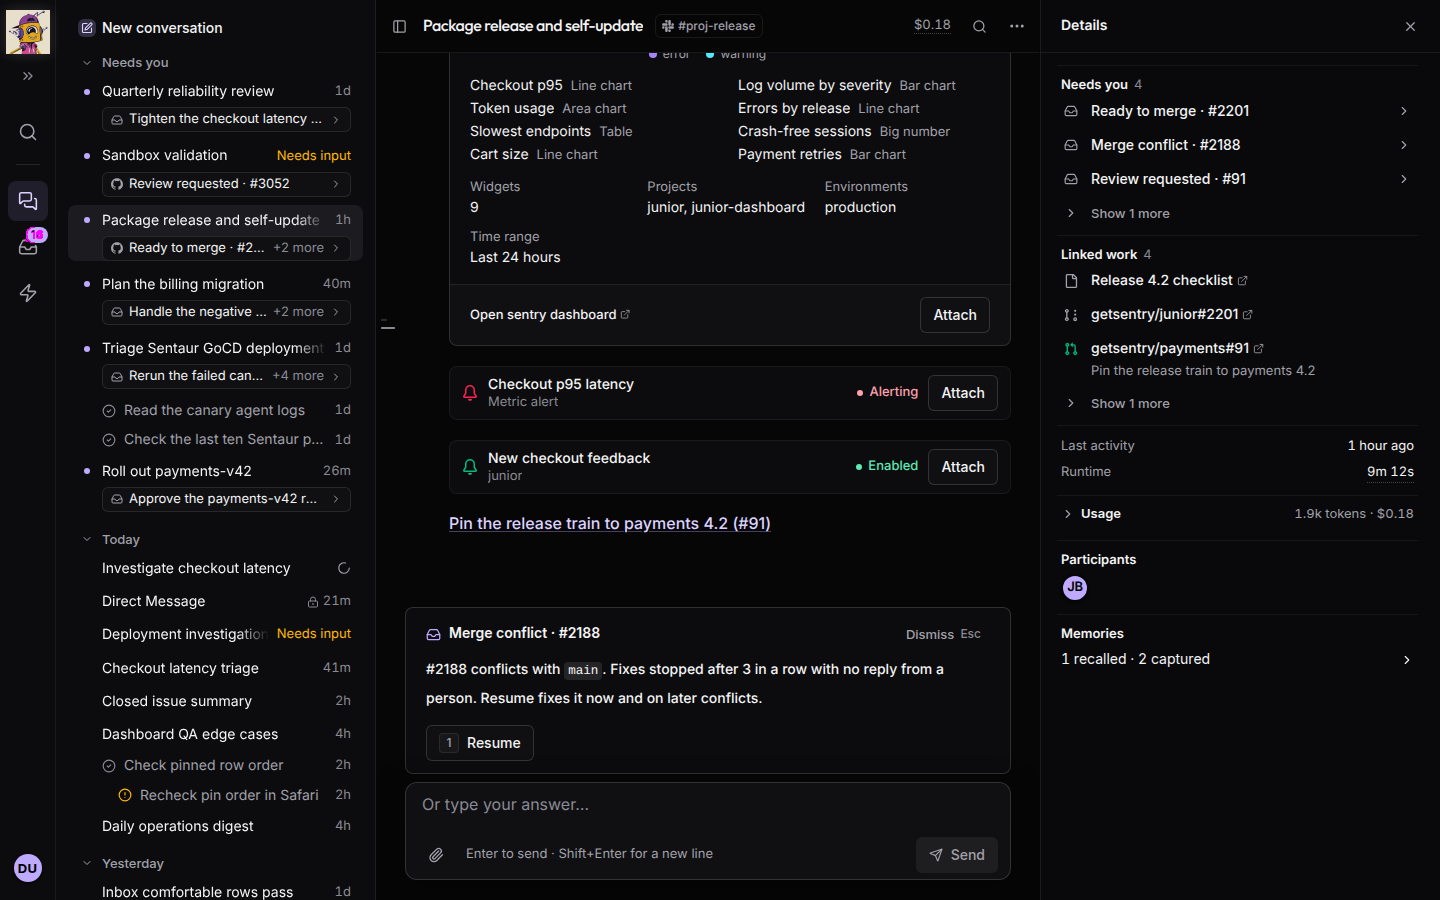 New conversation
Needs you
Quarterly reliability review 1d
Tighten the checkout latency ...
Sandbox validation Needs input
Review requested · #3052
Package release and self-update 1h
Ready to merge · #2... +2 more
Plan the billing migration 40m
Handle the negative ... +2 more
Triage Sentaur GoCD deployment 1d
Rerun the failed can... +4 more
Read the canary agent logs 1d
Check the last ten Sentaur p... 1d
Roll out payments-v42 26m
Approve the payments-v42 r...
Today
Investigate checkout latency
Direct Message 21m
Deployment investigation Needs input
Checkout latency triage 41m
Closed issue summary 2h
Dashboard QA edge cases 4h
Check pinned row order 2h
Recheck pin order in Safari 2h
Daily operations digest 4h
Yesterday
Inbox comfortable rows pass 1d
DU
Package release and self-update #proj-release $0.18
error warning
Checkout p95 Line chart
Log volume by severity Bar chart
Token usage Area chart
Errors by release Line chart
Slowest endpoints Table
Crash-free sessions Big number
Cart size Line chart
Payment retries Bar chart
Widgets
9
Projects
junior, junior-dashboard
Environments
production
Time range
Last 24 hours
Open sentry dashboard Attach
Checkout p95 latency
Metric alert
Alerting Attach
New checkout feedback
junior
Enabled Attach
Pin the release train to payments 4.2 (#91)
Merge conflict · #2188 Dismiss Esc
#2188 conflicts with main. Fixes stopped after 3 in a row with no reply from a
person. Resume fixes it now and on later conflicts.
1 Resume
Or type your answer...
Enter to send · Shift+Enter for a new line Send
Details
Needs you 4
Ready to merge · #2201
Merge conflict · #2188
Review requested · #91
Show 1 more
Linked work 4
Release 4.2 checklist
getsentry/junior#2201
getsentry/payments#91
Pin the release train to payments 4.2
Show 1 more
Last activity 1 hour ago
Runtime 9m 12s
Usage 1.9k tokens · $0.18
Participants
JB
Memories
1 recalled · 2 captured